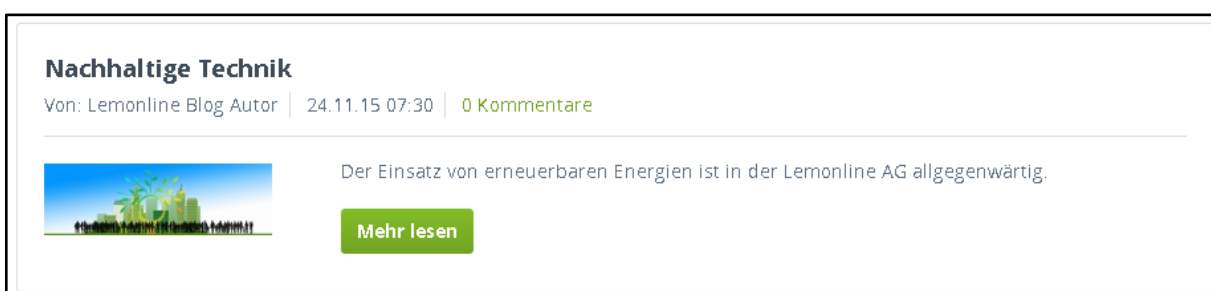 Nachhaltige Technik
Von: Lemonline Blog Autor 24.11.15 07:30 0 Kommentare
Der Einsatz von erneuerbaren Energien ist in der Lemonline AG allgegenwärtig.
Mehr lesen